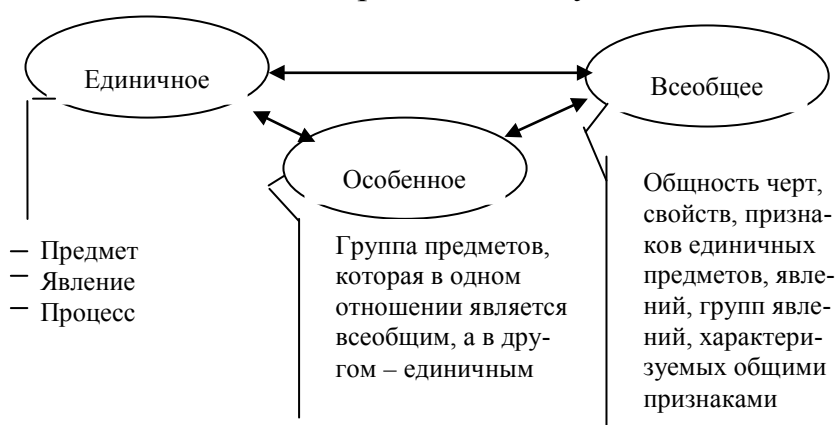 Единичное
Всеобщее
Особенное
– Предмет
– Явление
– Процесс
Группа предметов,
которая в одном
отношении является
всеобщим, а в дру-
гом – единичным
Общность черт,
свойств, призна-
ков единичных
предметов, явле-
ний, групп явле-
ний, характери-
зуемых общими
признаками